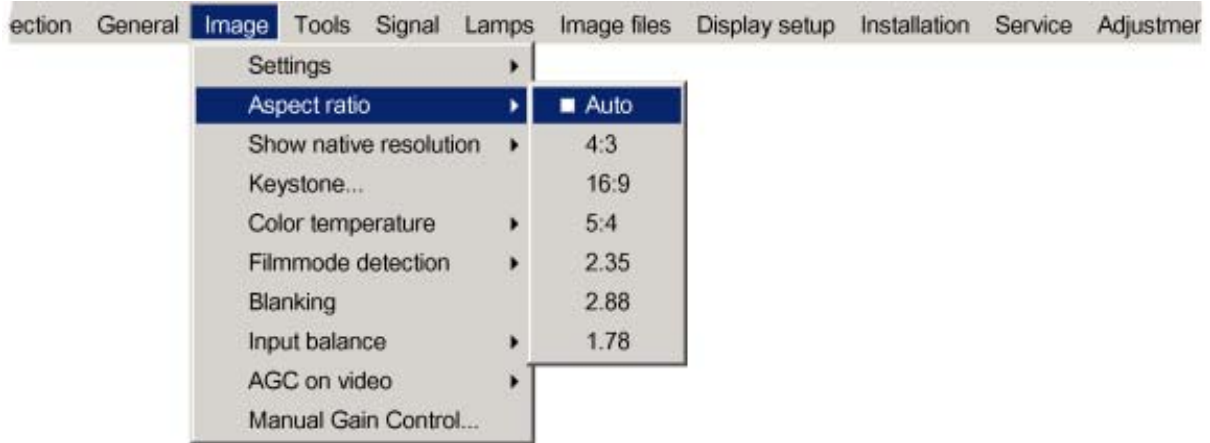 ection General Image Tools Signal Lamps Image files Display setup Installation Service Adjustmer
Settings
Aspect ratio
Show native resolution
Keystone...
Color temperature
Filmmode detection
Blanking
Input balance
AGC on video
Manual Gain Control...
Auto
4:3
16:9
5:4
2.35
2.88
1.78